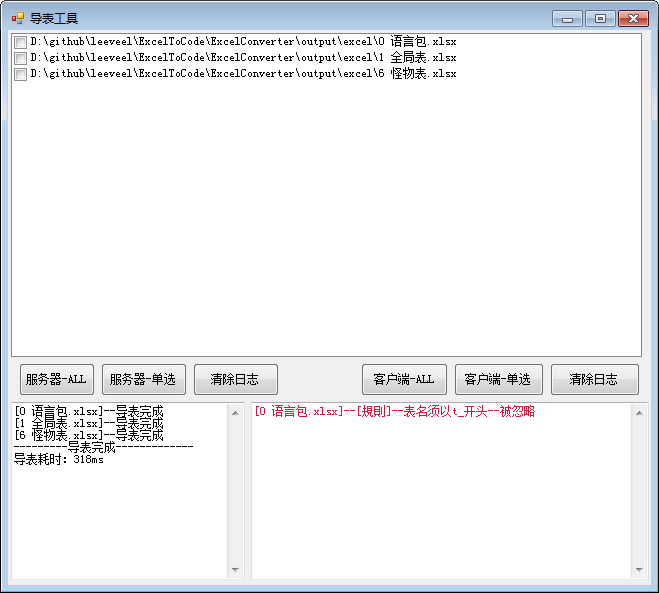 导表工具
D:\github\leeveel\ExcelToCode\ExcelConverter\output\excel\0 语言包.xlsx
D:\github\leeveel\ExcelToCode\ExcelConverter\output\excel\1 全局表.xlsx
D:\github\leeveel\ExcelToCode\ExcelConverter\output\excel\6 怪物表.xlsx
服务器-ALL 服务器-单选 清除日志 客户端-ALL 客户端-单选 清除日志
[0 语言包.xlsx]--导表完成
[1 全局表.xlsx]--导表完成
[6 怪物表.xlsx]--导表完成
---------导表完成-------------
导表耗时: 318ms
[0 语言包.xlsx]--[規則]--表名须以t_开头--被忽略